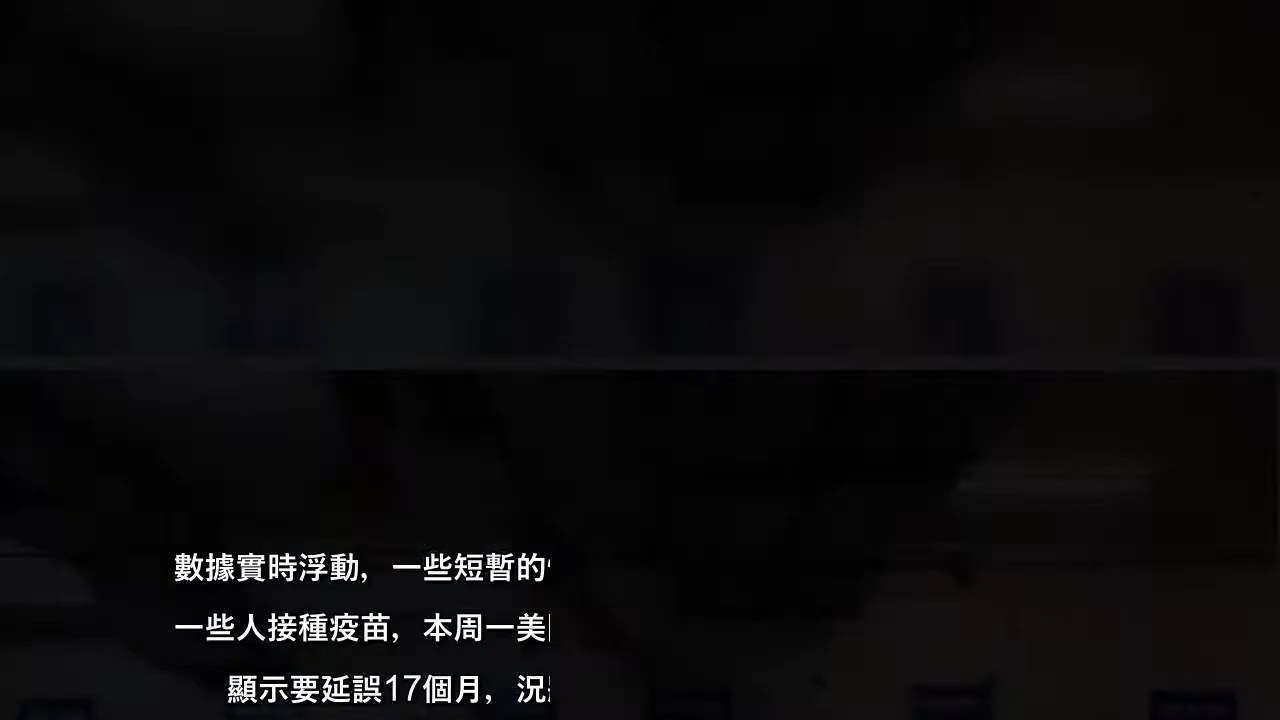 數據實時浮動，一些短暫的
一些人接種疫苗，本周一美
顯示要延誤17個月，況